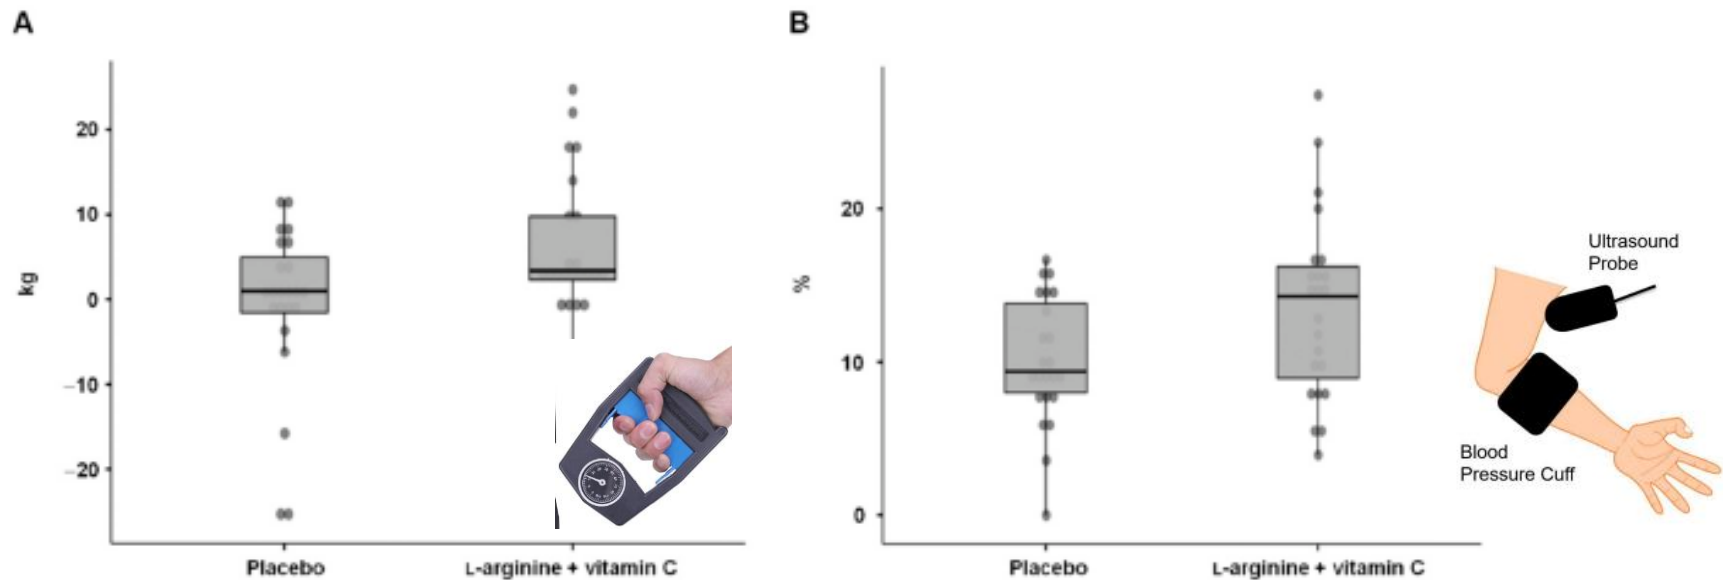 A
kg
20
10
0
−10
−20
Placebo
L-arginine + vitamin C
B
%
20
10
0
Placebo
L-arginine + vitamin C
Ultrasound
Probe
Blood
Pressure Cuff